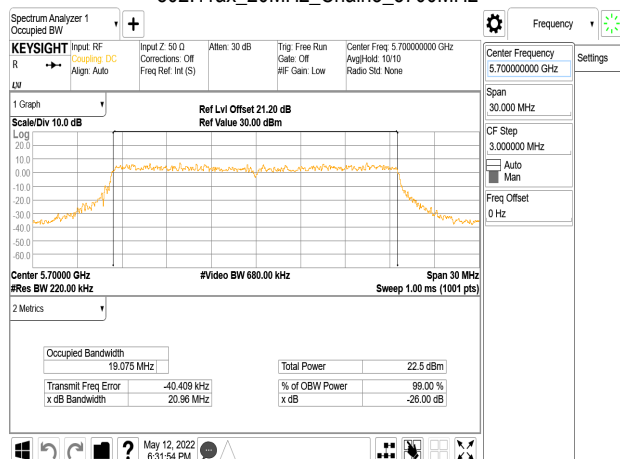 Spectrum Analyzer 1
Occupied BW
Frequency
KEYSIGHT
R
Input: RF
Coupling: DC
Align: Auto
Input Z: 50 Ω
Corrections: Off
Freq Ref: Int (S)
Atten: 30 dB
Trig: Free Run
Gate: Off
#IF Gain: Low
Center Freq: 5.700000000 GHz
Avg|Hold: 10/10
Radio Std: None
Center Frequency
5.700000000 GHz
Settings
Span
30.000 MHz
CF Step
3.000000 MHz
Auto
Man
Freq Offset
0 Hz
1 Graph
Scale/Div 10.0 dB
Ref Lvl Offset 21.20 dB
Ref Value 30.00 dBm
Log
20.0
10.0
0.00
-10.0
-20.0
-30.0
-40.0
-50.0
-60.0
Center 5.70000 GHz
#Video BW 680.00 kHz
Span 30 MHz
#Res BW 220.00 kHz
Sweep 1.00 ms (1001 pts)
2 Metrics
Occupied Bandwidth
19.075 MHz
Total Power 22.5 dBm
Transmit Freq Error -40.409 kHz
% of OBW Power 99.00 %
x dB Bandwidth 20.96 MHz
x dB -26.00 dB
?
May 12, 2022
6:31:54 PM